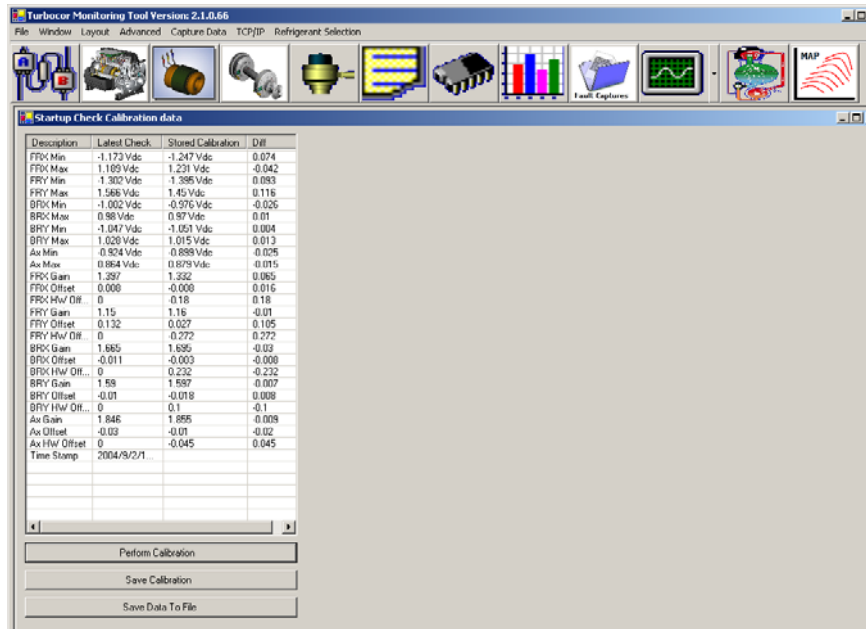 Turbocor Monitoring Tool Version: 2.1.0.66
File Window Layout Advanced Capture Data TCP/IP Refrigerant Selection
A B Fault Captures MAP
Startup Check Calibration data
Description Latest Check Stored Calibration Diff
FRX Min -1.173 Vdc -1.247 Vdc 0.074
FRX Max 1.189 Vdc 1.231 Vdc -0.042
FRY Min -1.302 Vdc -1.395 Vdc 0.093
FRY Max 1.566 Vdc 1.45 Vdc 0.116
BRX Min -1.002 Vdc -0.976 Vdc -0.026
BRX Max 0.98 Vdc 0.97 Vdc 0.01
BRY Min -1.047 Vdc -1.051 Vdc 0.004
BRY Max 1.028 Vdc 1.015 Vdc 0.013
Ax Min -0.924 Vdc -0.899 Vdc -0.025
Ax Max 0.864 Vdc 0.879 Vdc -0.015
FRX Gain 1.397 1.332 0.065
FRX Offset 0.008 -0.008 0.016
FRX HW Off... 0 -0.18 0.18
FRY Gain 1.15 1.16 -0.01
FRY Offset 0.132 0.027 0.105
FRY HW Off... 0 -0.272 0.272
BRX Gain 1.665 1.695 -0.03
BRX Offset -0.011 -0.003 -0.008
BRX HW Off... 0 0.232 -0.232
BRY Gain 1.59 1.597 -0.007
BRY Offset -0.01 -0.018 0.008
BRY HW Off... 0 0.1 -0.1
Ax Gain 1.846 1.855 -0.009
Ax Offset -0.03 -0.01 -0.02
Ax HW Offset 0 -0.045 0.045
Time Stamp 2004/9/2/1...
Perform Calibration
Save Calibration
Save Data To File